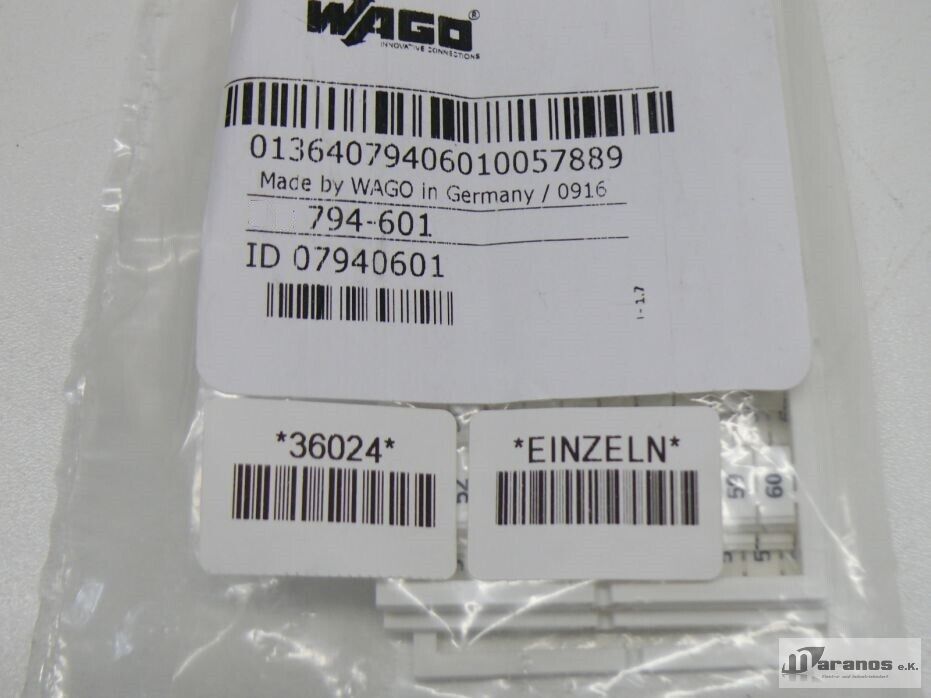 WAGO®
INNOVATIVE CONNECTIONS
01364079406010057889
Made by WAGO in Germany / 0916
794-601
ID 07940601
*36024*
*EINZELN*
52
59
60
maranos e.K.